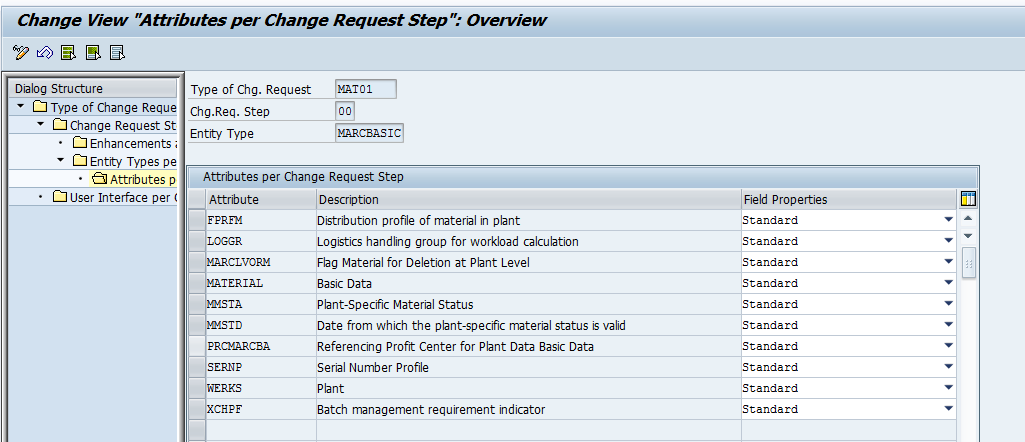 Change View "Attributes per Change Request Step": Overview
Dialog Structure
Type of Change Reque
Change Request St
Enhancements a
Entity Types pe
Attributes p
User Interface per C
Type of Chg. Request MAT01
Chg.Req. Step 00
Entity Type MARCBASIC
Attributes per Change Request Step
Attribute Description Field Properties
FPRFM Distribution profile of material in plant Standard
LOGGR Logistics handling group for workload calculation Standard
MARCLVORM Flag Material for Deletion at Plant Level Standard
MATERIAL Basic Data Standard
MMSTA Plant-Specific Material Status Standard
MMSTD Date from which the plant-specific material status is valid Standard
PRCMARCBA Referencing Profit Center for Plant Data Basic Data Standard
SERNP Serial Number Profile Standard
WERKS Plant Standard
XCHPF Batch management requirement indicator Standard